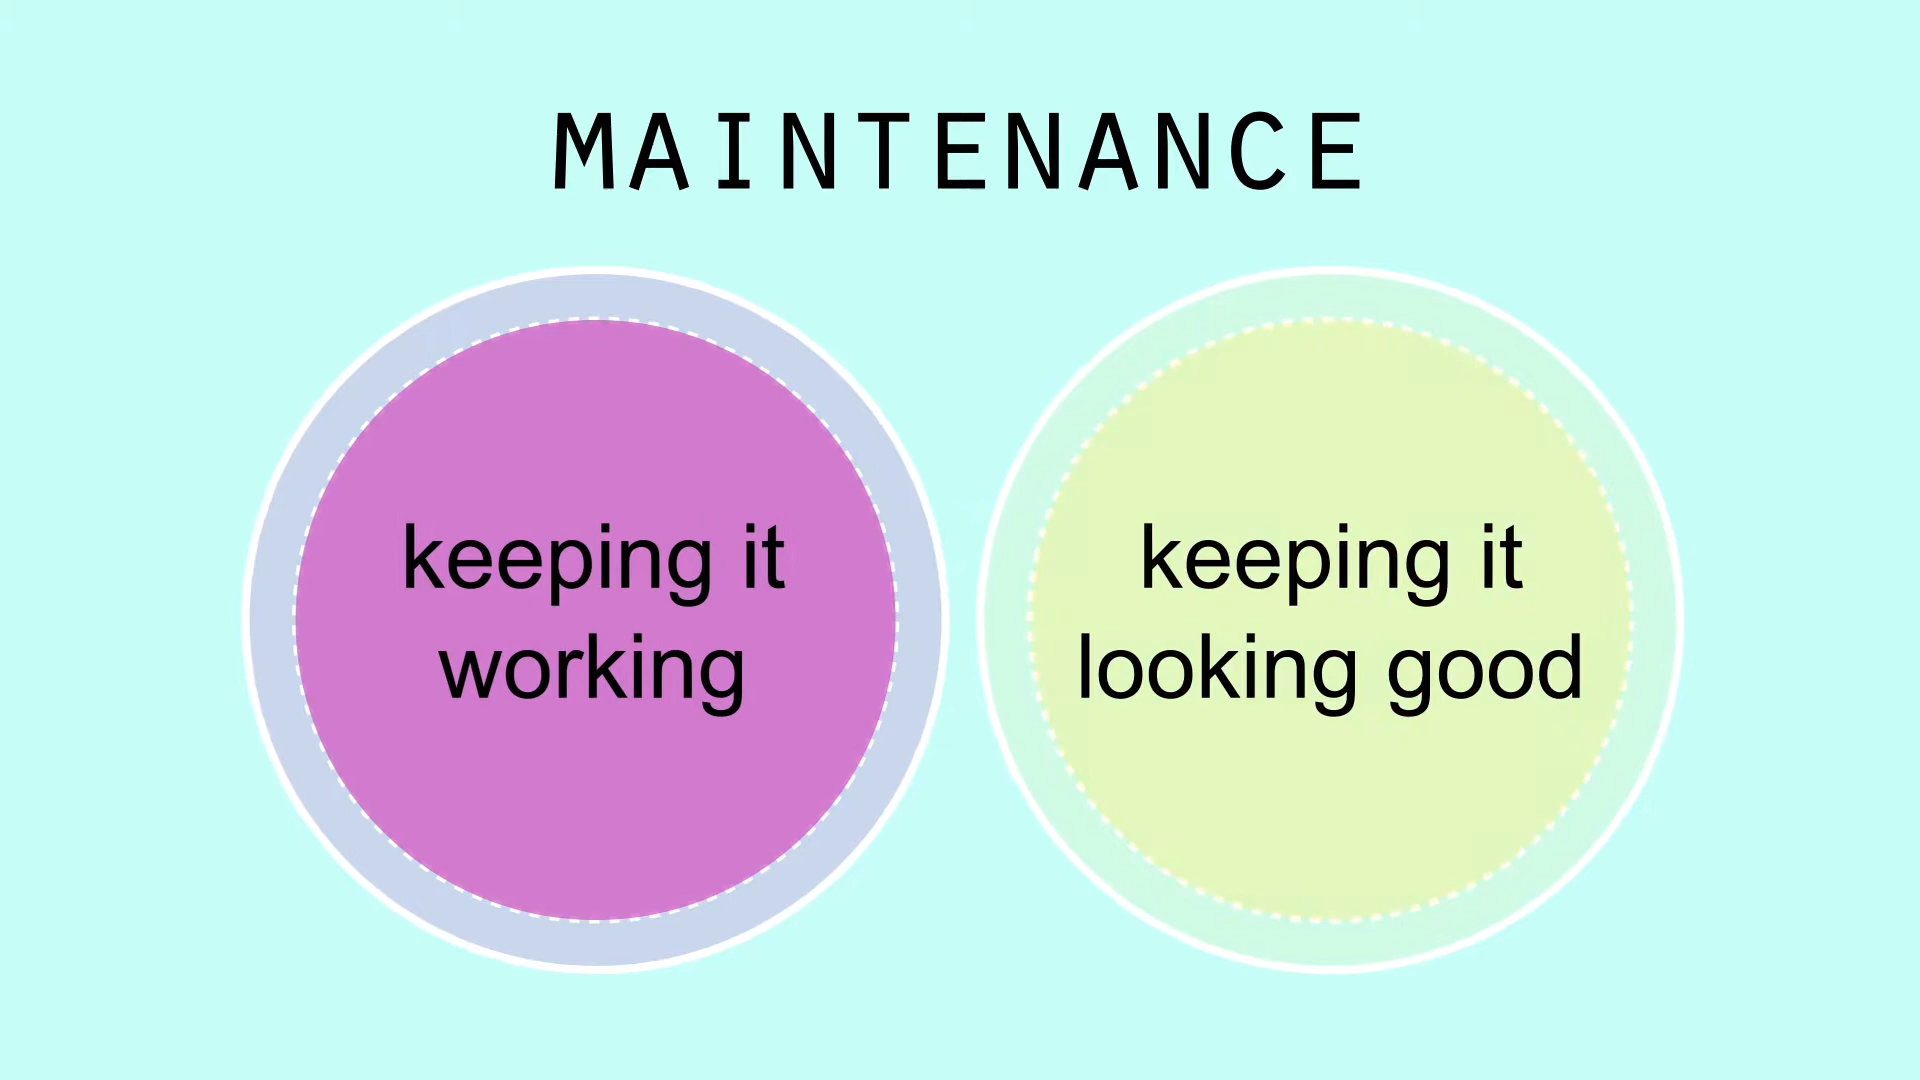 MAINTENANCE
keeping it
working
keeping it
looking good